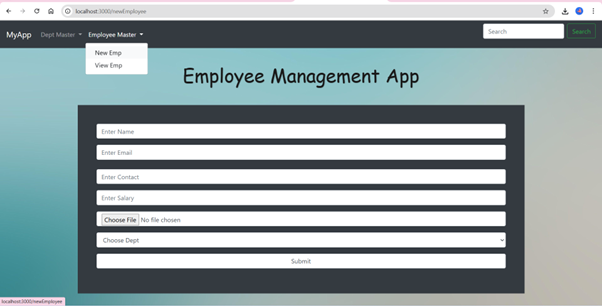 localhost:3000/newEmployee
MyApp Dept Master Employee Master Search Search
New Emp
View Emp
Employee Management App
Enter Name
Enter Email
Enter Contact
Enter Salary
Choose File No file chosen
Choose Dept
Submit
localhost:3000/newEmployee